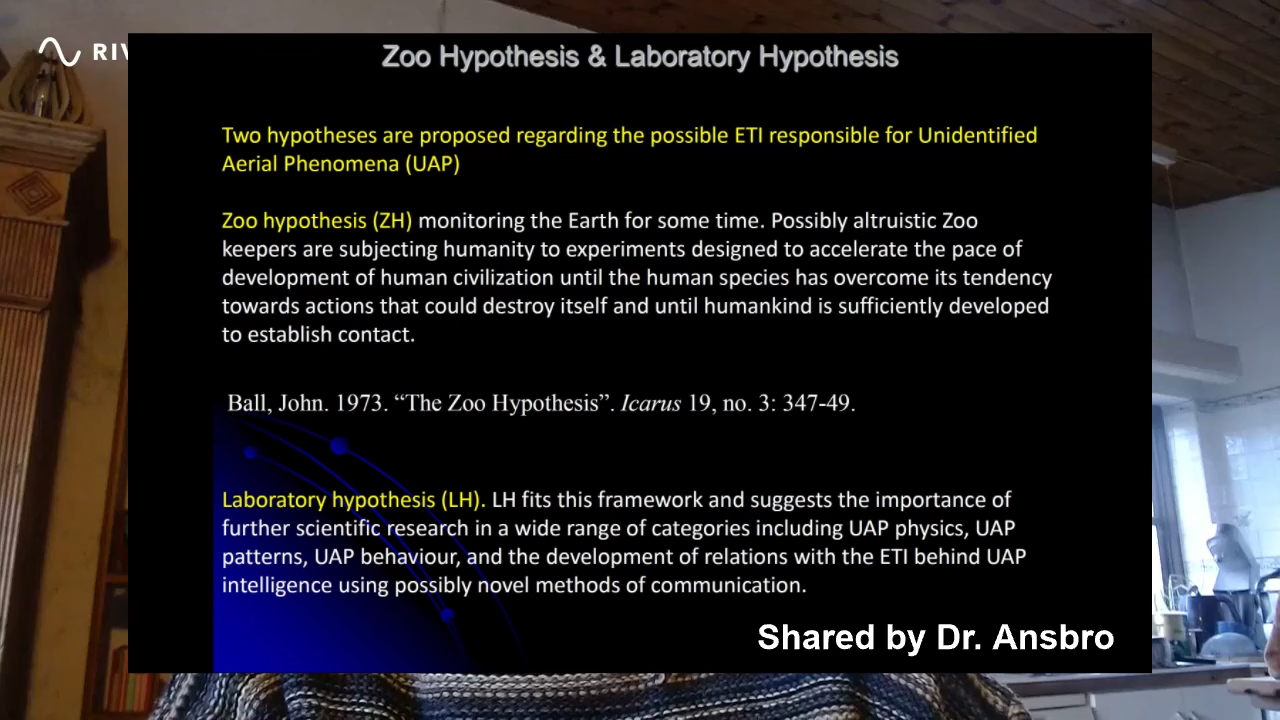 RIV
Zoo Hypothesis & Laboratory Hypothesis
Two hypotheses are proposed regarding the possible ETI responsible for Unidentified
Aerial Phenomena (UAP)
Zoo hypothesis (ZH) monitoring the Earth for some time. Possibly altruistic Zoo
keepers are subjecting humanity to experiments designed to accelerate the pace of
development of human civilization until the human species has overcome its tendency
towards actions that could destroy itself and until humankind is sufficiently developed
to establish contact.
Ball, John. 1973. “The Zoo Hypothesis”. Icarus 19, no. 3: 347-49.
Laboratory hypothesis (LH). LH fits this framework and suggests the importance of
further scientific research in a wide range of categories including UAP physics, UAP
patterns, UAP behaviour, and the development of relations with the ETI behind UAP
intelligence using possibly novel methods of communication.
Shared by Dr. Ansbro